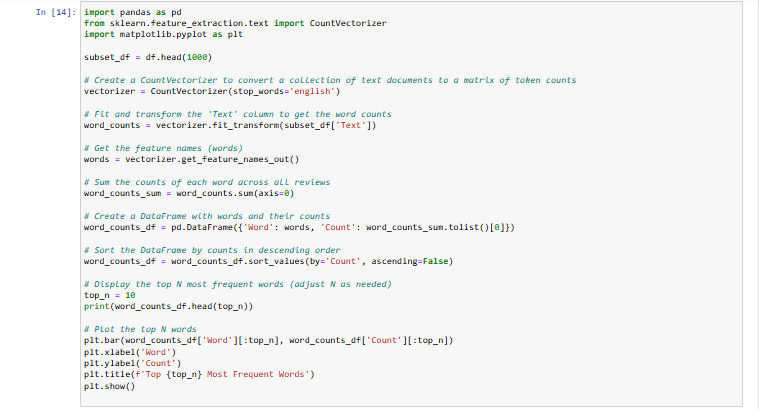 In [14]: import pandas as pd
from sklearn.feature_extraction.text import CountVectorizer
import matplotlib.pyplot as plt
subset_df = df.head(1000)
# Create a CountVectorizer to convert a collection of text documents to a matrix of token counts
vectorizer = CountVectorizer(stop_words='english')
# Fit and transform the 'Text' column to get the word counts
word_counts = vectorizer.fit_transform(subset_df['Text'])
# Get the feature names (words)
words = vectorizer.get_feature_names_out()
# Sum the counts of each word across all reviews
word_counts_sum = word_counts.sum(axis=0)
# Create a DataFrame with words and their counts
word_counts_df = pd.DataFrame({'Word': words, 'Count': word_counts_sum.tolist()[0]})
# Sort the DataFrame by counts in descending order
word_counts_df = word_counts_df.sort_values(by='Count', ascending=False)
# Display the top N most frequent words (adjust N as needed)
top_n = 10
print(word_counts_df.head(top_n))
# Plot the top N words
plt.bar(word_counts_df['Word'][:top_n], word_counts_df['Count'][:top_n])
plt.xlabel('Word')
plt.ylabel('Count')
plt.title(f'Top {top_n} Most Frequent Words')
plt.show()